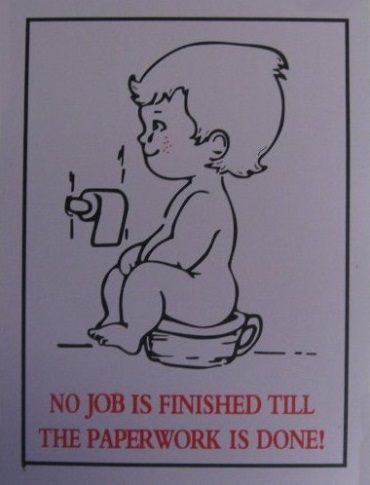 NO JOB IS FINISHED TILL
THE PAPERWORK IS DONE!